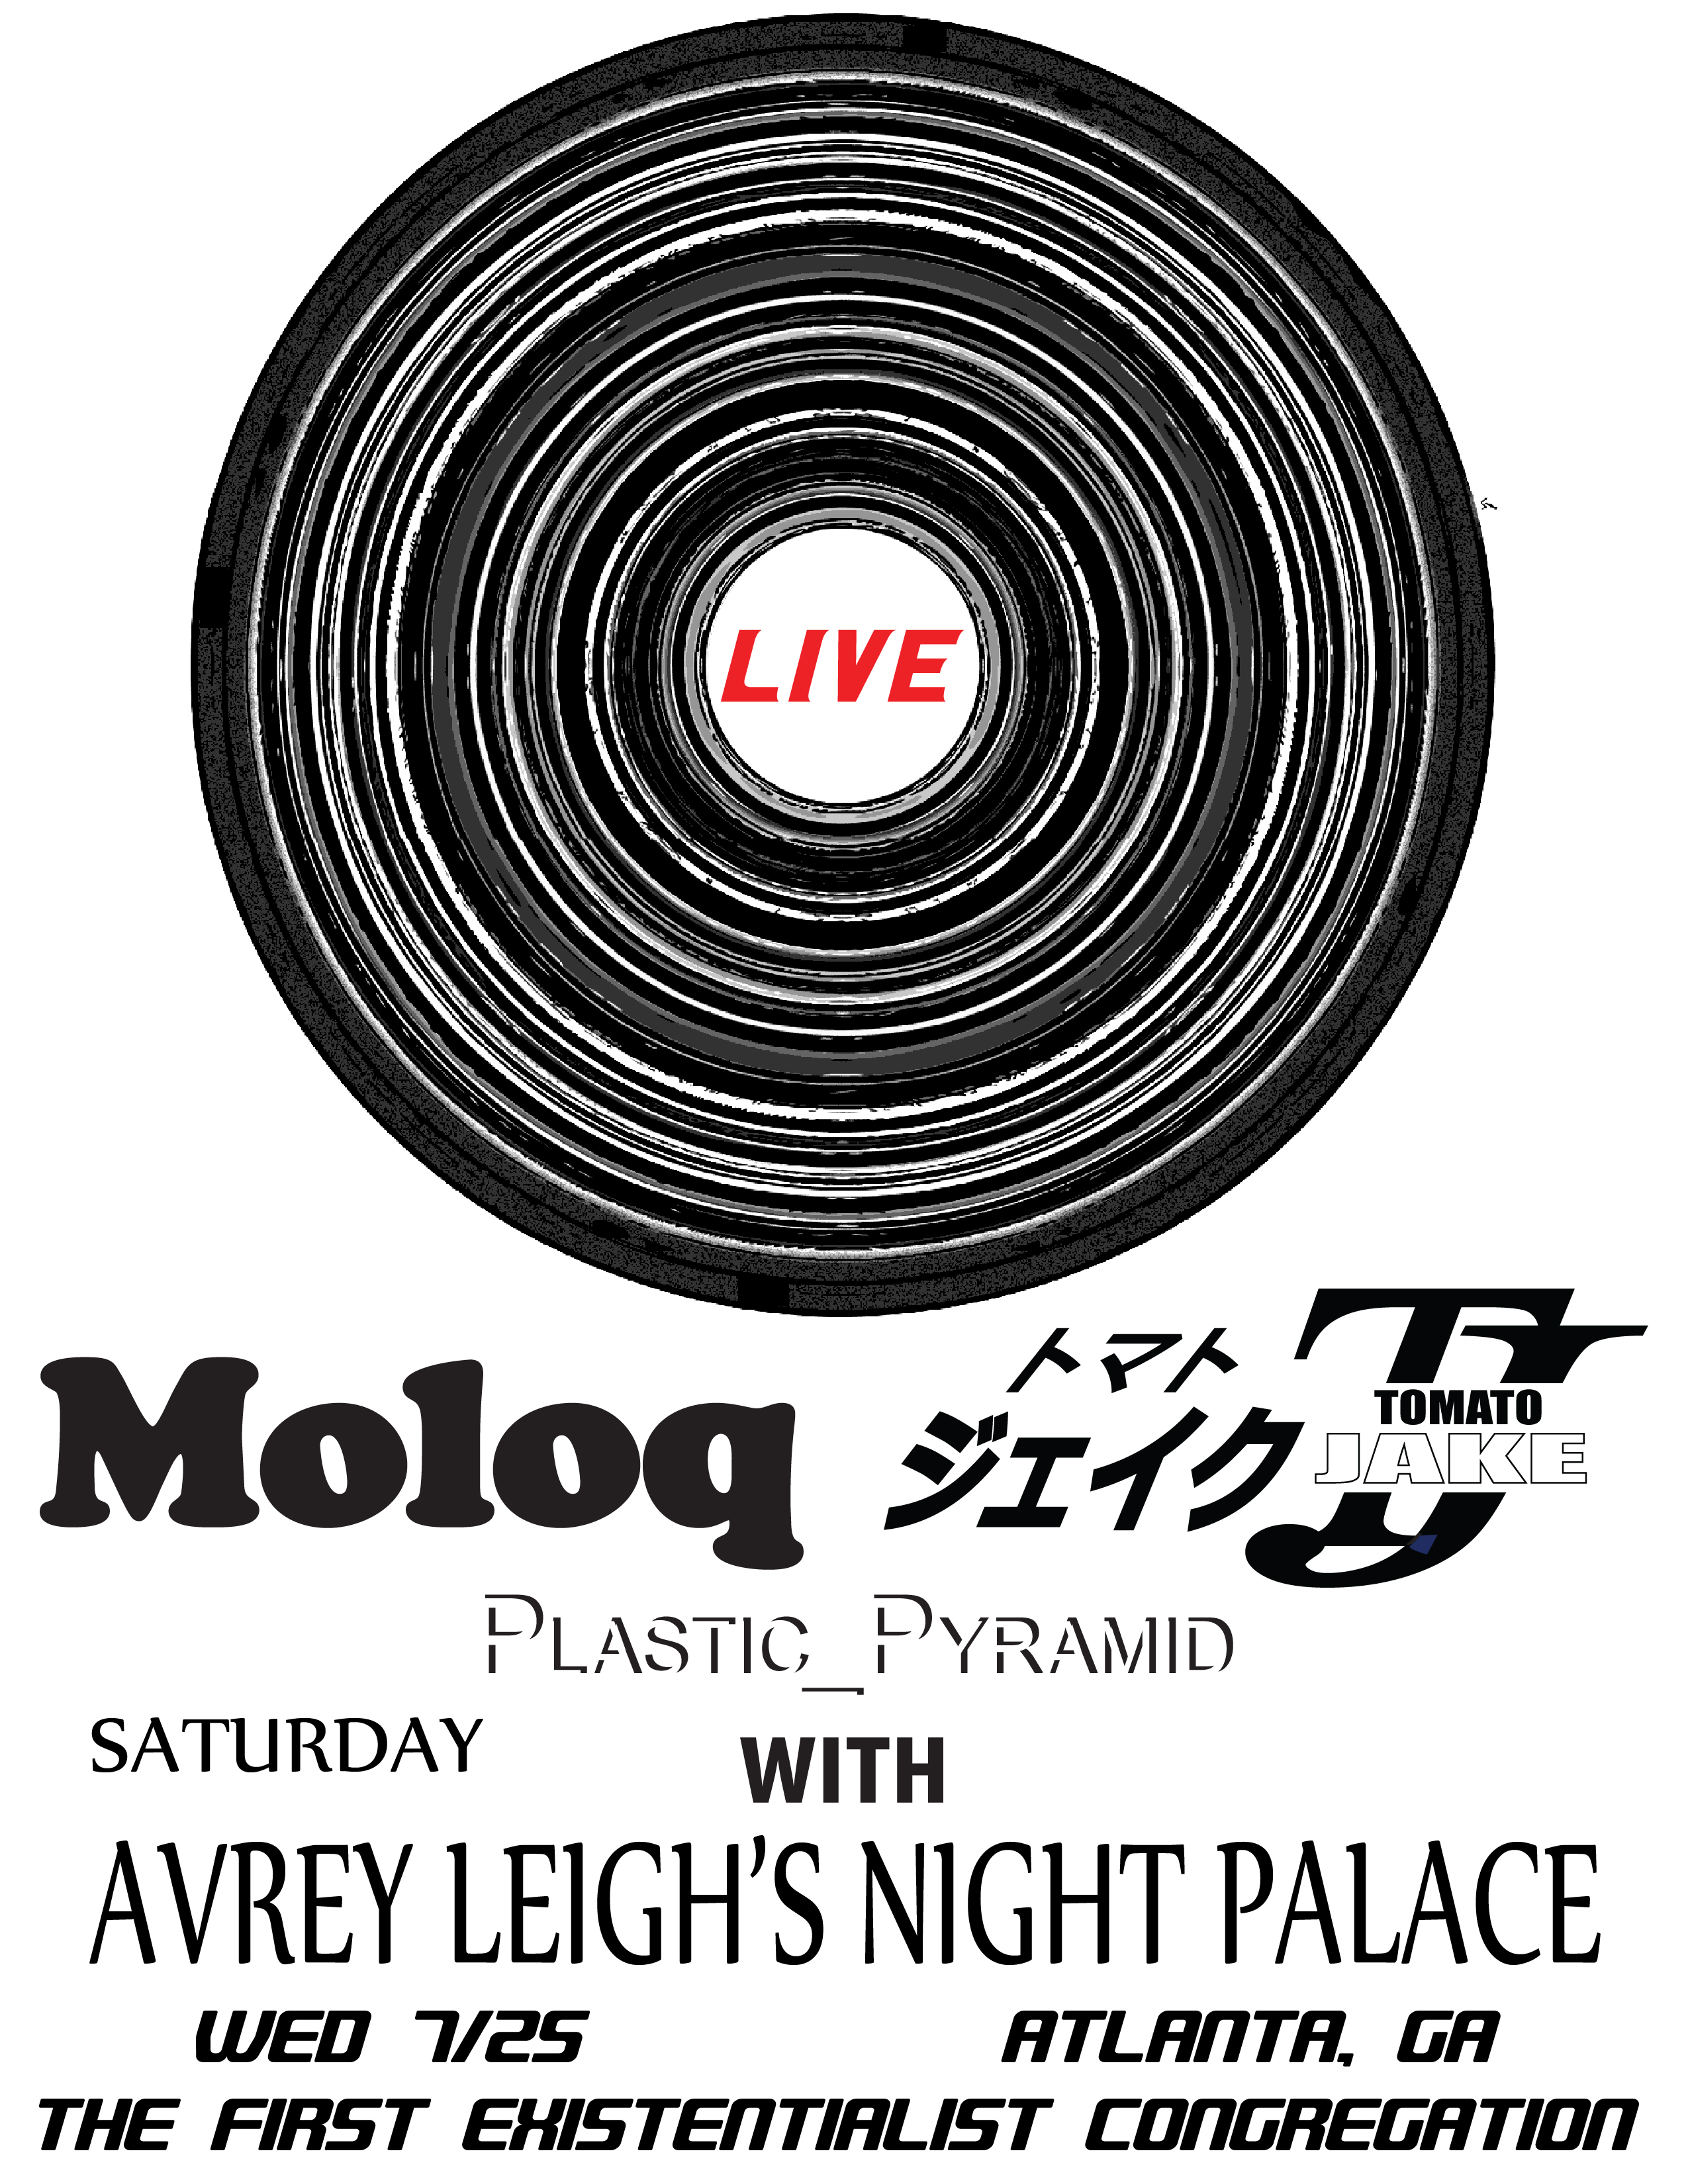 LIVE
Moloq
トマト
ジェイク
TJ
TOMATO
JAKE
PLASTIC_PYRAMID
SATURDAY
WITH
AVREY LEIGH'S NIGHT PALACE
WED 7/25 ATLANTA, GA
THE FIRST EXISTENTIALIST CONGREGATION